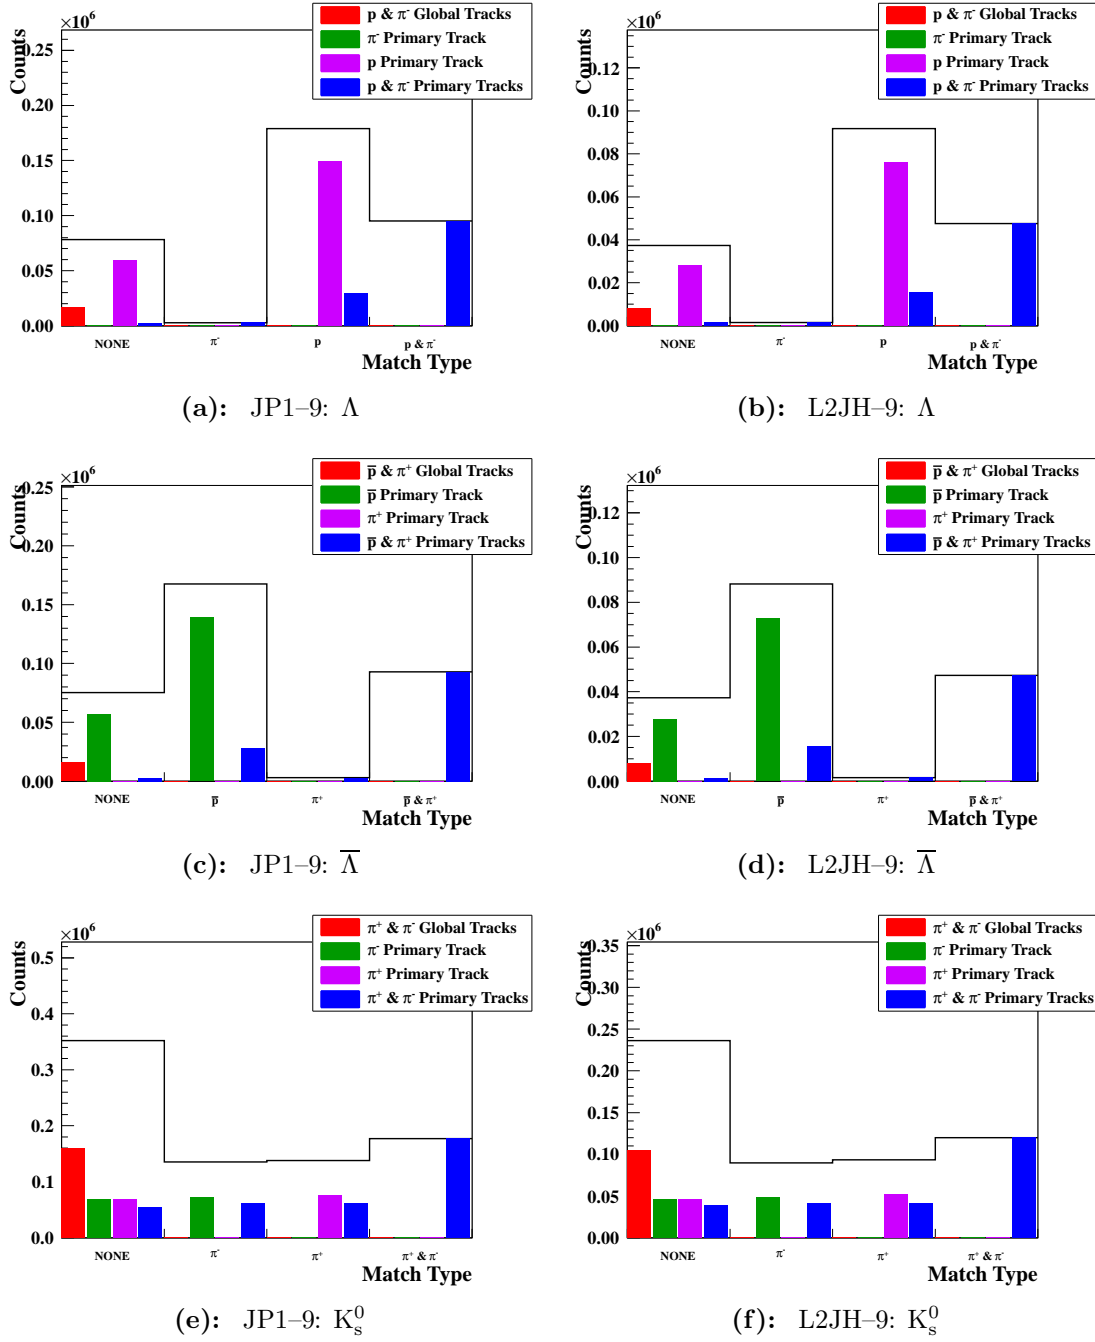 ×10⁶
Counts
0.25
0.20
0.15
0.10
0.05
0.00
p & π⁻ Global Tracks
π⁻ Primary Track
p Primary Track
p & π⁻ Primary Tracks
NONE π⁻ p p & π⁻
Match Type
(a): JP1–9: Λ
×10⁶
Counts
0.12
0.10
0.08
0.06
0.04
0.02
0.00
p & π⁻ Global Tracks
π⁻ Primary Track
p Primary Track
p & π⁻ Primary Tracks
NONE π⁻ p p & π⁻
Match Type
(b): L2JH–9: Λ
×10⁶
Counts
0.25
0.20
0.15
0.10
0.05
0.00
p̅ & π⁺ Global Tracks
p̅ Primary Track
π⁺ Primary Track
p̅ & π⁺ Primary Tracks
NONE p̅ π⁺ p̅ & π⁺
Match Type
(c): JP1–9: Λ̅
×10⁶
Counts
0.12
0.10
0.08
0.06
0.04
0.02
0.00
p̅ & π⁺ Global Tracks
p̅ Primary Track
π⁺ Primary Track
p̅ & π⁺ Primary Tracks
NONE p̅ π⁺ p̅ & π⁺
Match Type
(d): L2JH–9: Λ̅
×10⁶
Counts
0.5
0.4
0.3
0.2
0.1
0.0
π⁺ & π⁻ Global Tracks
π⁻ Primary Track
π⁺ Primary Track
π⁺ & π⁻ Primary Tracks
NONE π⁻ π⁺ π⁺ & π⁻
Match Type
(e): JP1–9: K⁰ₛ
×10⁶
Counts
0.35
0.30
0.25
0.20
0.15
0.10
0.05
0.00
π⁺ & π⁻ Global Tracks
π⁻ Primary Track
π⁺ Primary Track
π⁺ & π⁻ Primary Tracks
NONE π⁻ π⁺ π⁺ & π⁻
Match Type
(f): L2JH–9: K⁰ₛ